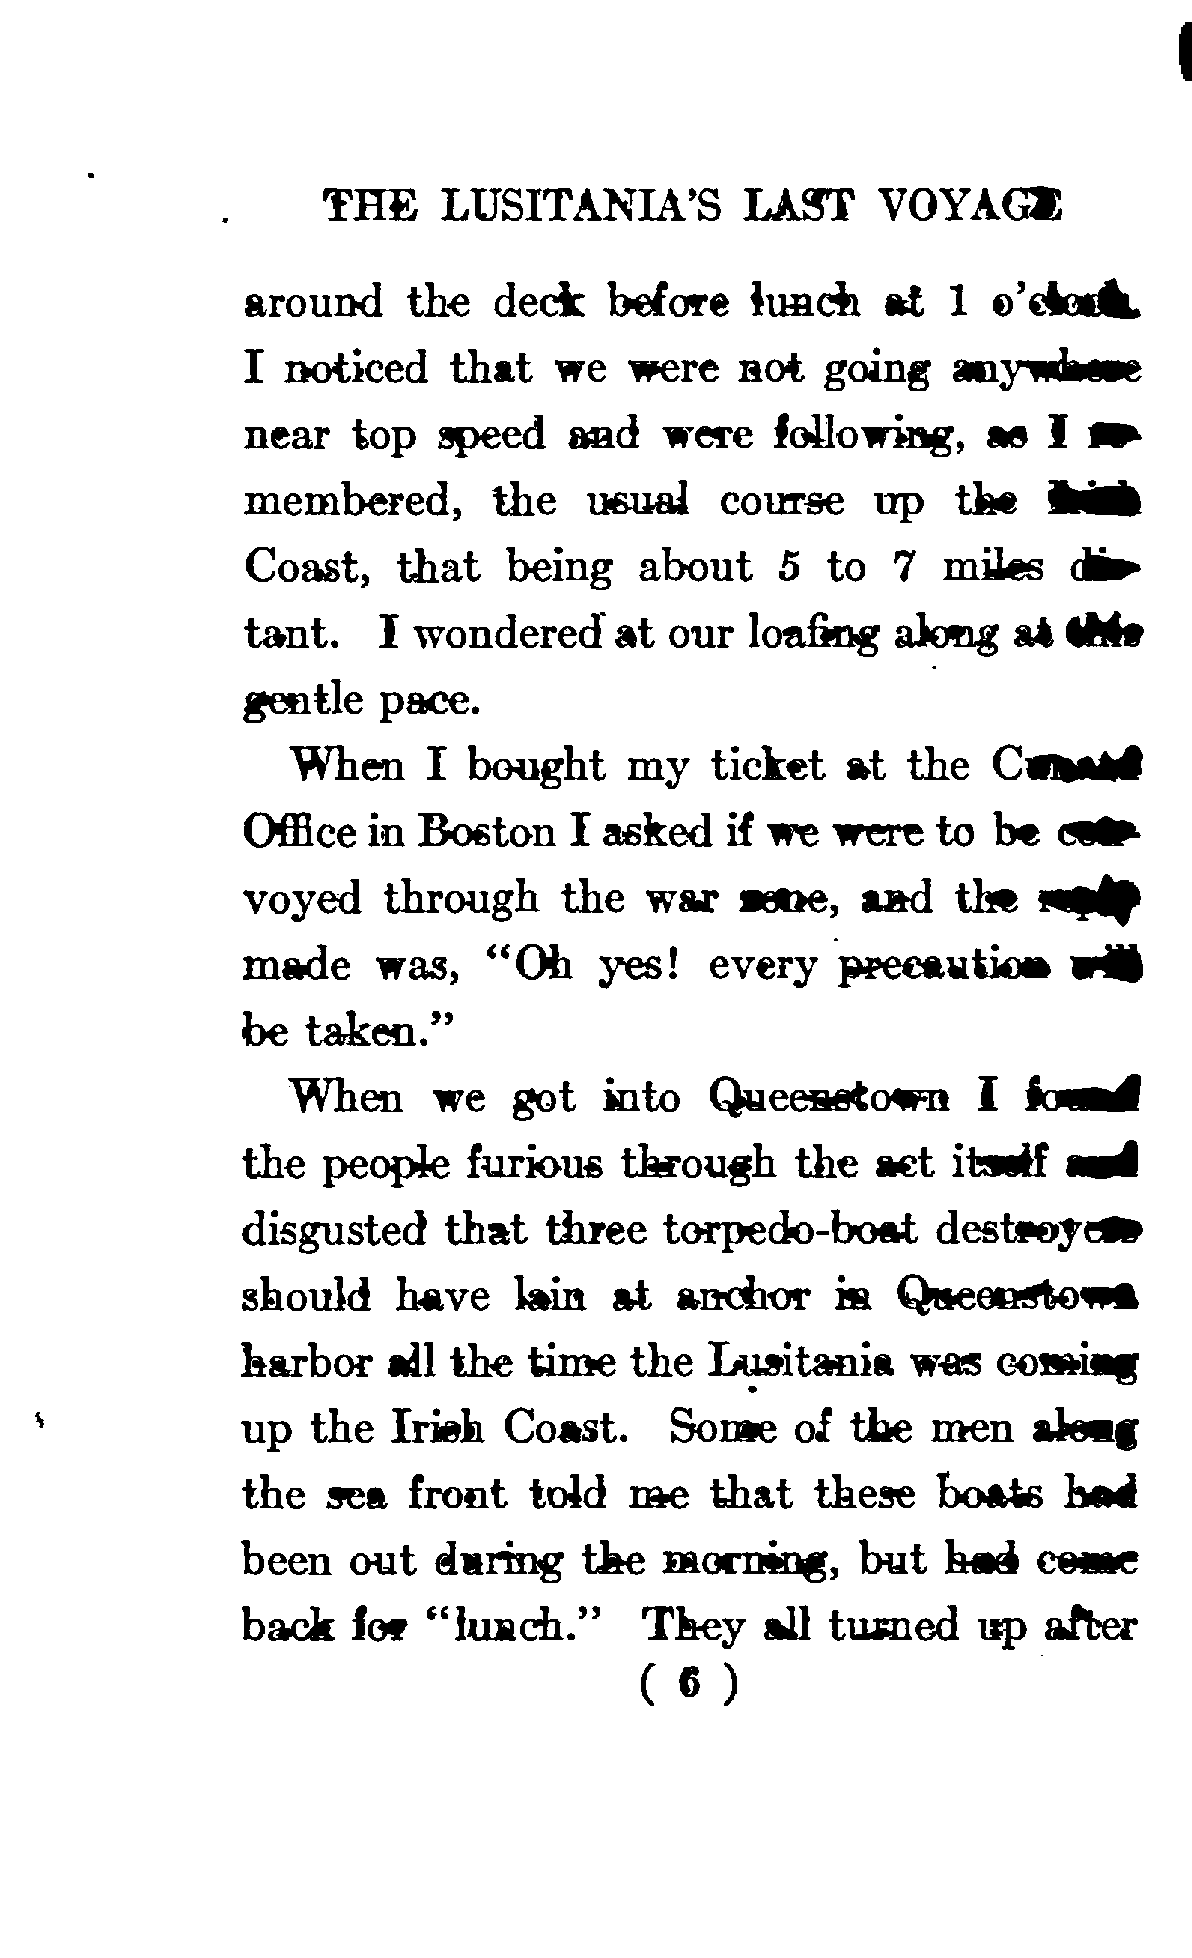 THE LUSITANIA'S LAST VOYAGE
around the deck before lunch at 1 o'clock.
I noticed that we were not going anywhere
near top speed and were following, as I re-
membered, the usual course up the Irish
Coast, that being about 5 to 7 miles dis-
tant. I wondered at our loafing along at this
gentle pace.
When I bought my ticket at the Cunard
Office in Boston I asked if we were to be con-
voyed through the war zone, and the reply
made was, "Oh yes! every precaution will
be taken."
When we got into Queenstown I found
the people furious through the act itself and
disgusted that three torpedo-boat destroyers
should have lain at anchor in Queenstown
harbor all the time the Lusitania was coming
up the Irish Coast. Some of the men along
the sea front told me that these boats had
been out during the morning, but had come
back for "lunch." They all turned up after
( 6 )